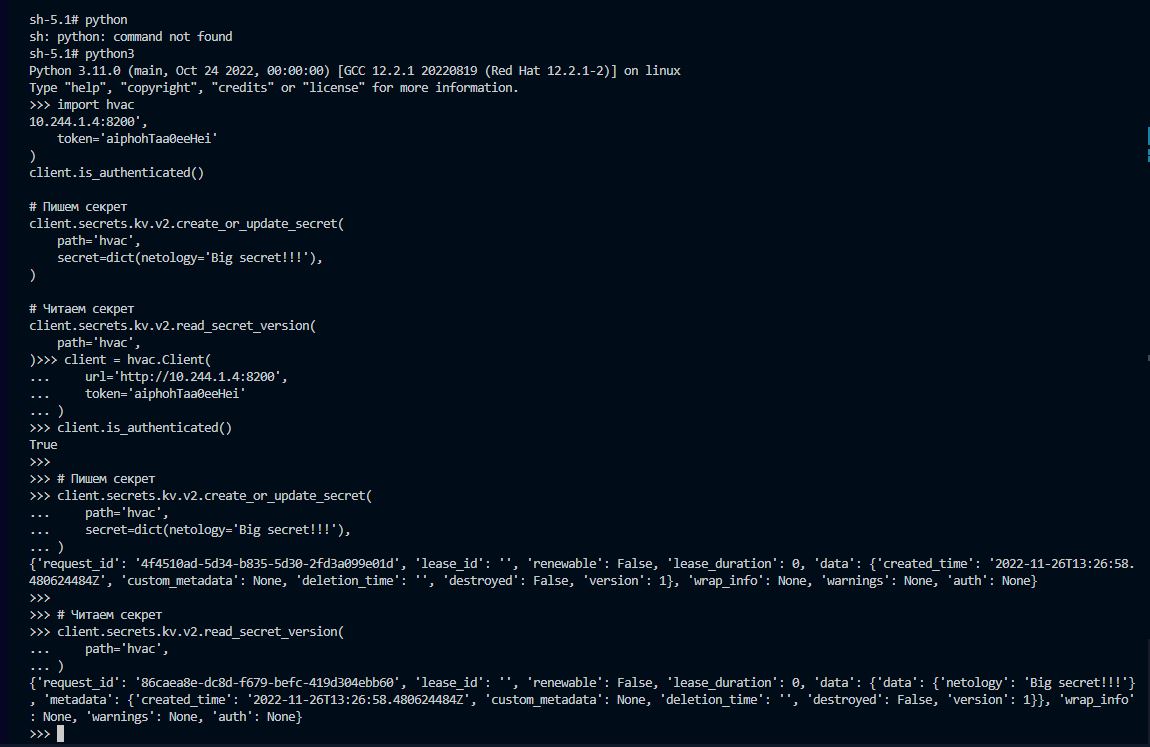 sh-5.1# python
sh: python: command not found
sh-5.1# python3
Python 3.11.0 (main, Oct 24 2022, 00:00:00) [GCC 12.2.1 20220819 (Red Hat 12.2.1-2)] on linux
Type "help", "copyright", "credits" or "license" for more information.
>>> import hvac
10.244.1.4:8200',
    token='aiphohTaa0eeHei'
)
client.is_authenticated()

# Пишем секрет
client.secrets.kv.v2.create_or_update_secret(
    path='hvac',
    secret=dict(netology='Big secret!!!'),
)

# Читаем секрет
client.secrets.kv.v2.read_secret_version(
    path='hvac',
)>>> client = hvac.Client(
...     url='http://10.244.1.4:8200',
...     token='aiphohTaa0eeHei'
... )
>>> client.is_authenticated()
True
>>>
>>> # Пишем секрет
>>> client.secrets.kv.v2.create_or_update_secret(
...     path='hvac',
...     secret=dict(netology='Big secret!!!'),
... )
{'request_id': '4f4510ad-5d34-b835-5d30-2fd3a099e01d', 'lease_id': '', 'renewable': False, 'lease_duration': 0, 'data': {'created_time': '2022-11-26T13:26:58.
480624484Z', 'custom_metadata': None, 'deletion_time': '', 'destroyed': False, 'version': 1}, 'wrap_info': None, 'warnings': None, 'auth': None}
>>>
>>> # Читаем секрет
>>> client.secrets.kv.v2.read_secret_version(
...     path='hvac',
... )
{'request_id': '86caea8e-dc8d-f679-befc-419d304ebb60', 'lease_id': '', 'renewable': False, 'lease_duration': 0, 'data': {'data': {'netology': 'Big secret!!!'}
, 'metadata': {'created_time': '2022-11-26T13:26:58.480624484Z', 'custom_metadata': None, 'deletion_time': '', 'destroyed': False, 'version': 1}}, 'wrap_info'
: None, 'warnings': None, 'auth': None}
>>>